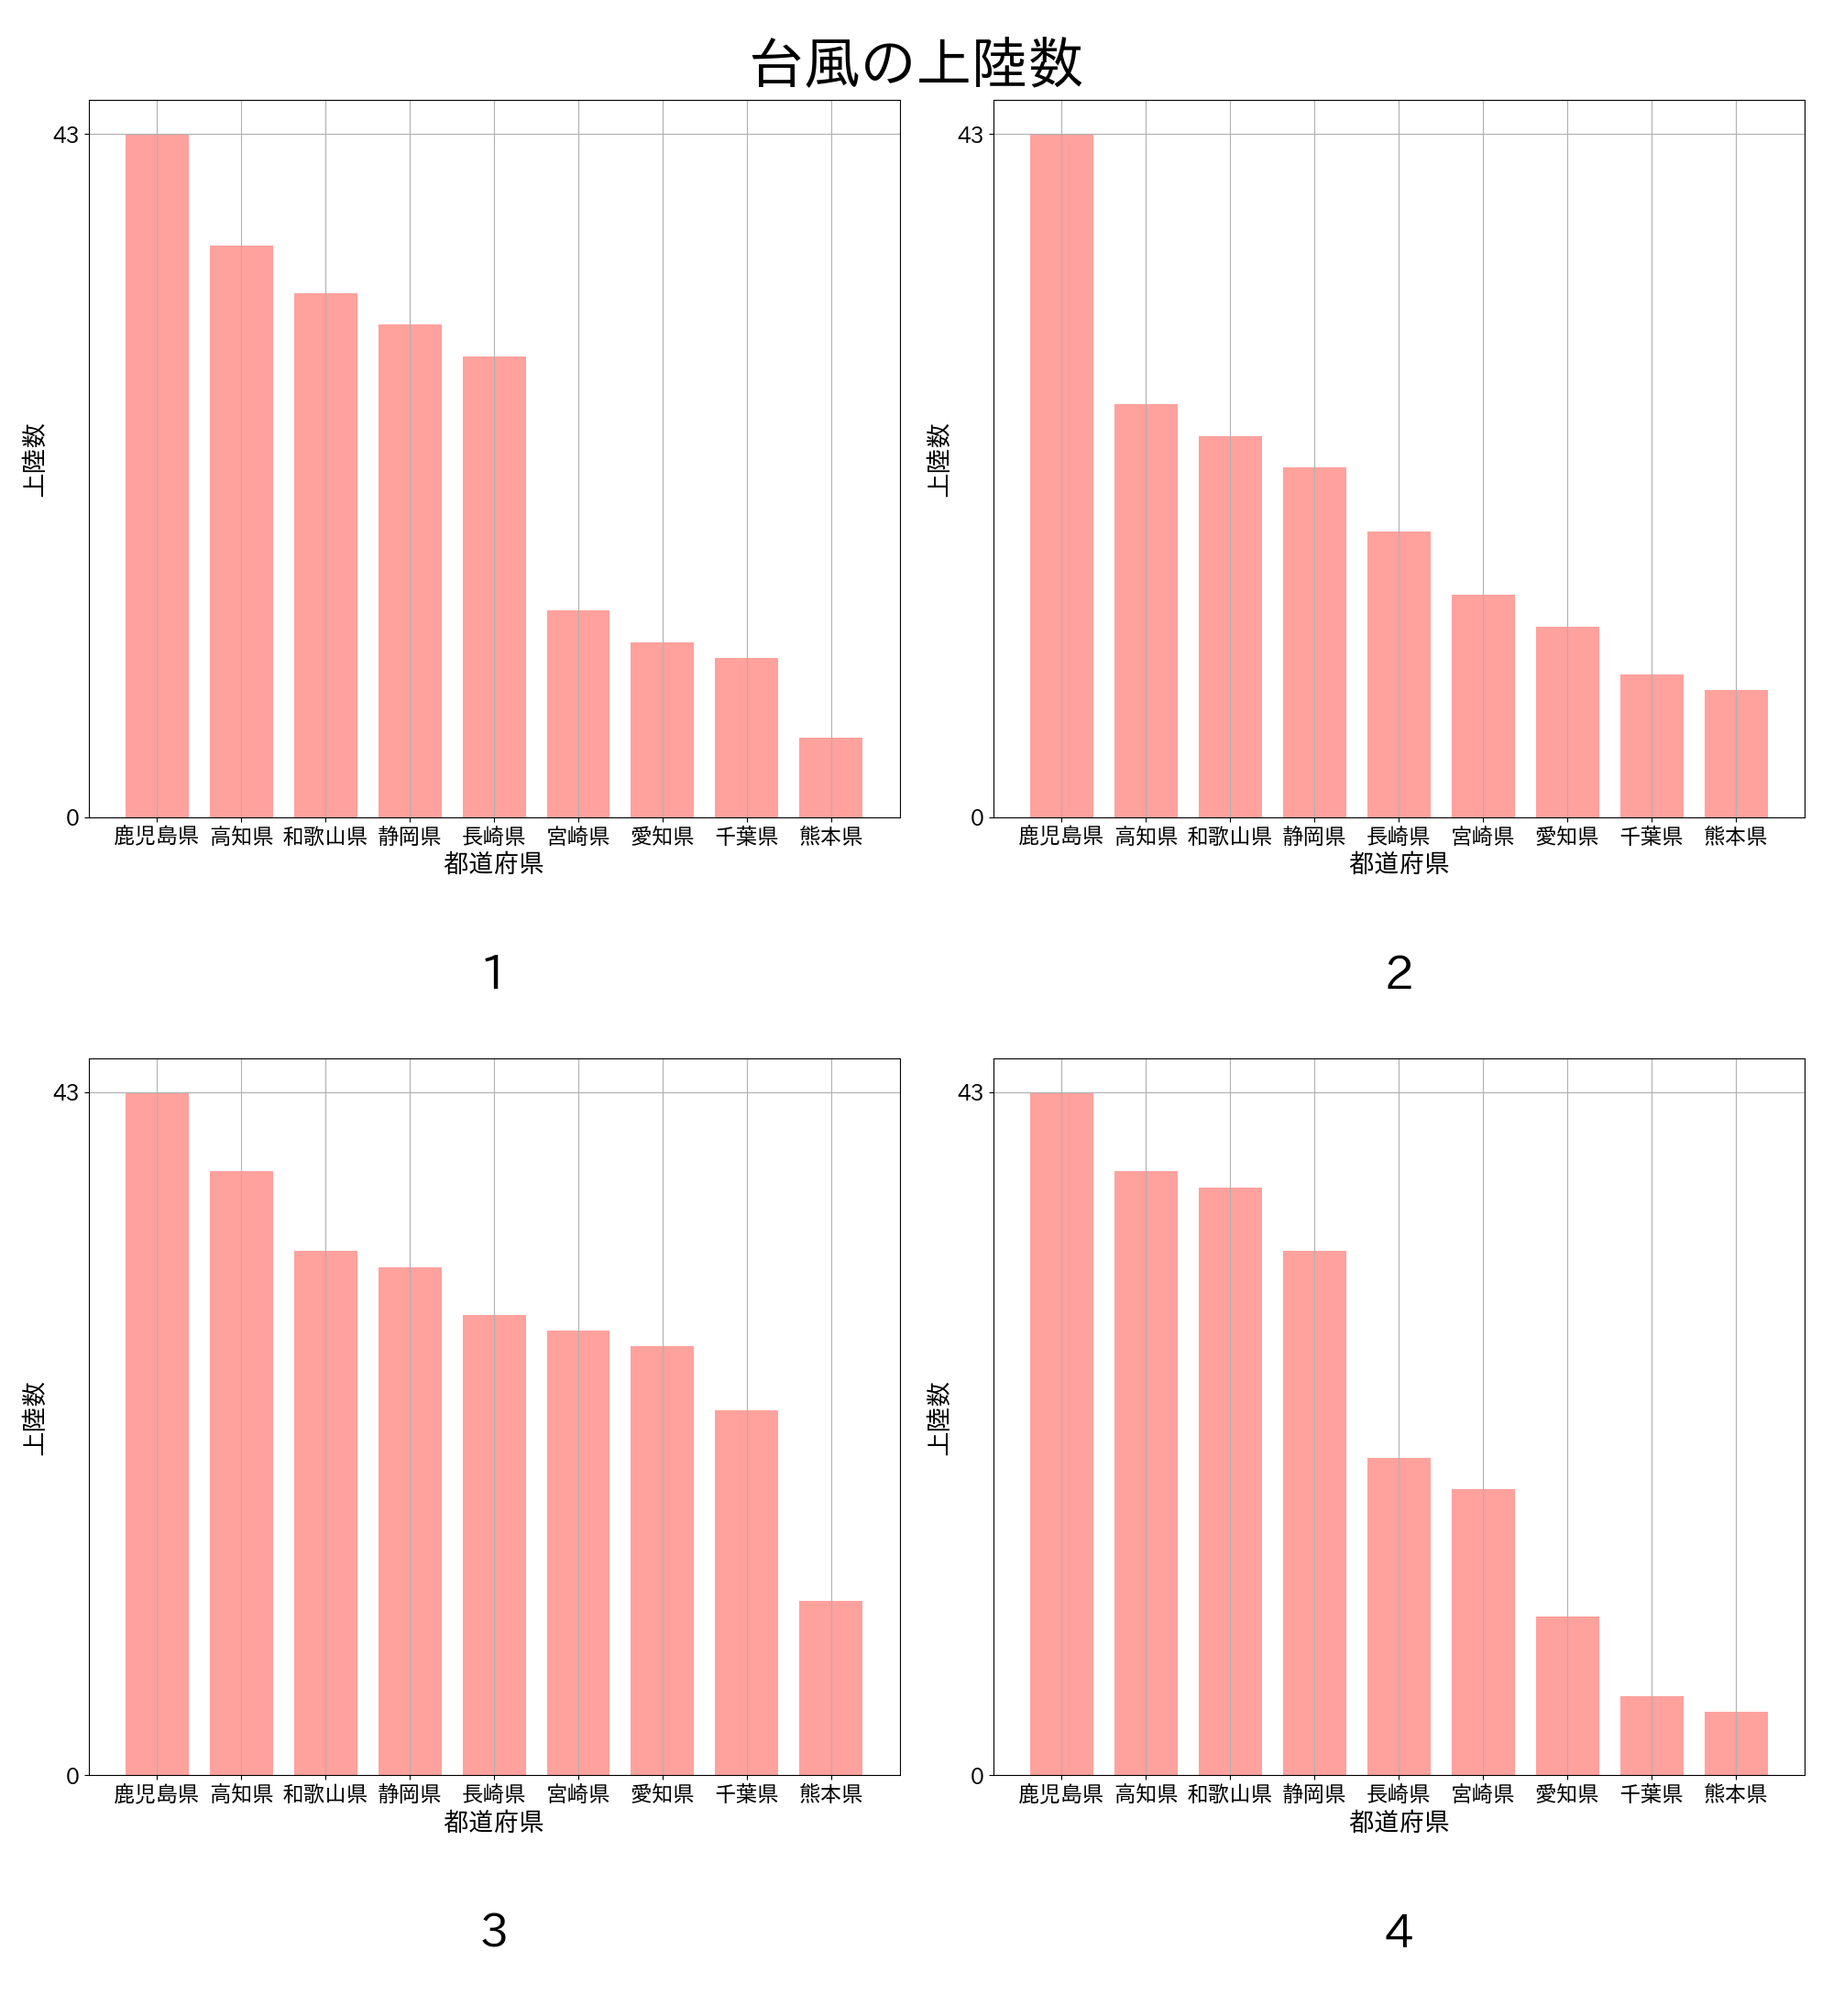 台風の上陸数
43
0
上陸数
鹿児島県 高知県 和歌山県 静岡県 長崎県 宮崎県 愛知県 千葉県 熊本県
都道府県
1
43
0
上陸数
鹿児島県 高知県 和歌山県 静岡県 長崎県 宮崎県 愛知県 千葉県 熊本県
都道府県
2
43
0
上陸数
鹿児島県 高知県 和歌山県 静岡県 長崎県 宮崎県 愛知県 千葉県 熊本県
都道府県
3
43
0
上陸数
鹿児島県 高知県 和歌山県 静岡県 長崎県 宮崎県 愛知県 千葉県 熊本県
都道府県
4